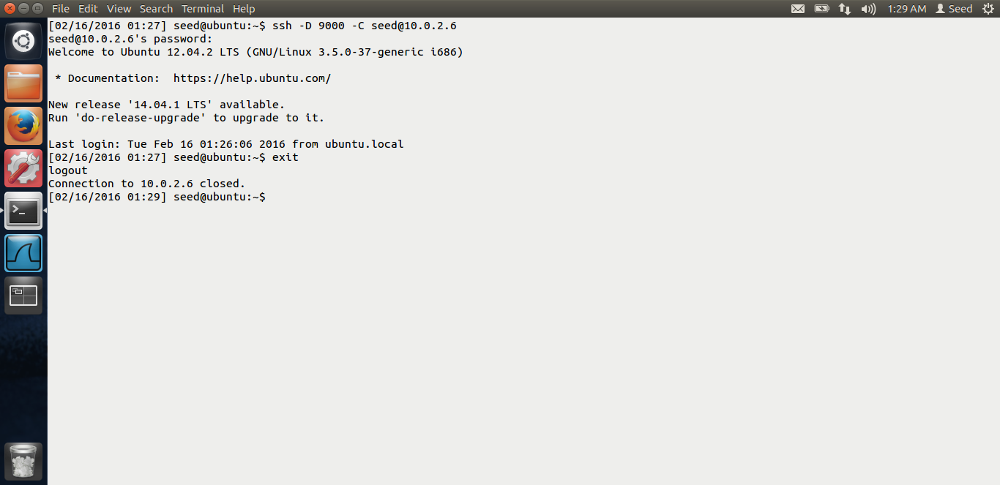 File Edit View Search Terminal Help 1:29 AM Seed
[02/16/2016 01:27] seed@ubuntu:~$ ssh -D 9000 -C seed@10.0.2.6
seed@10.0.2.6's password:
Welcome to Ubuntu 12.04.2 LTS (GNU/Linux 3.5.0-37-generic i686)
* Documentation:  https://help.ubuntu.com/
New release '14.04.1 LTS' available.
Run 'do-release-upgrade' to upgrade to it.
Last login: Tue Feb 16 01:26:06 2016 from ubuntu.local
[02/16/2016 01:27] seed@ubuntu:~$ exit
logout
Connection to 10.0.2.6 closed.
[02/16/2016 01:29] seed@ubuntu:~$